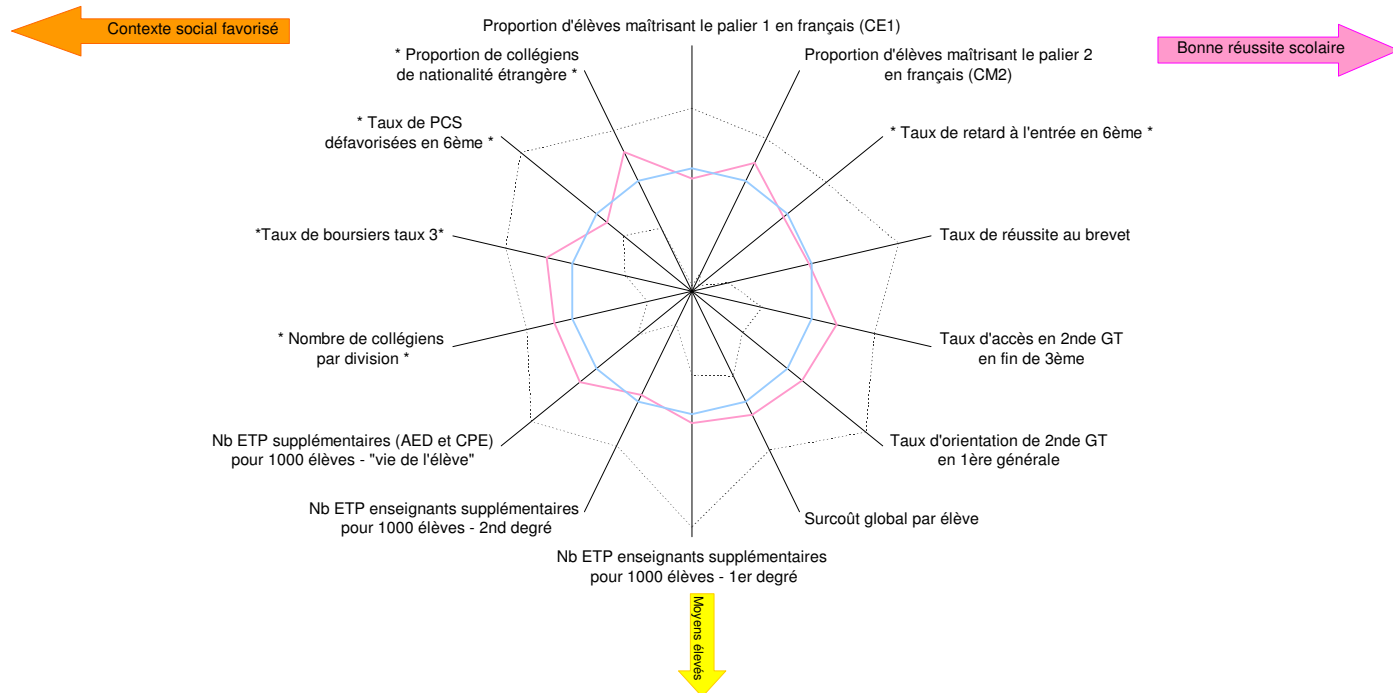 Contexte social favorisé
Proportion d'élèves maîtrisant le palier 1 en français (CE1)
Bonne réussite scolaire
* Proportion de collégiens
de nationalité étrangère *
Proportion d'élèves maîtrisant le palier 2
en français (CM2)
* Taux de PCS
défavorisées en 6ème *
* Taux de retard à l'entrée en 6ème *
*Taux de boursiers taux 3*
Taux de réussite au brevet
* Nombre de collégiens
par division *
Taux d'accès en 2nde GT
en fin de 3ème
Nb ETP supplémentaires (AED et CPE)
pour 1000 élèves - "vie de l'élève"
Taux d'orientation de 2nde GT
en 1ère générale
Nb ETP enseignants supplémentaires
pour 1000 élèves - 2nd degré
Surcoût global par élève
Nb ETP enseignants supplémentaires
pour 1000 élèves - 1er degré
Moyens élevés